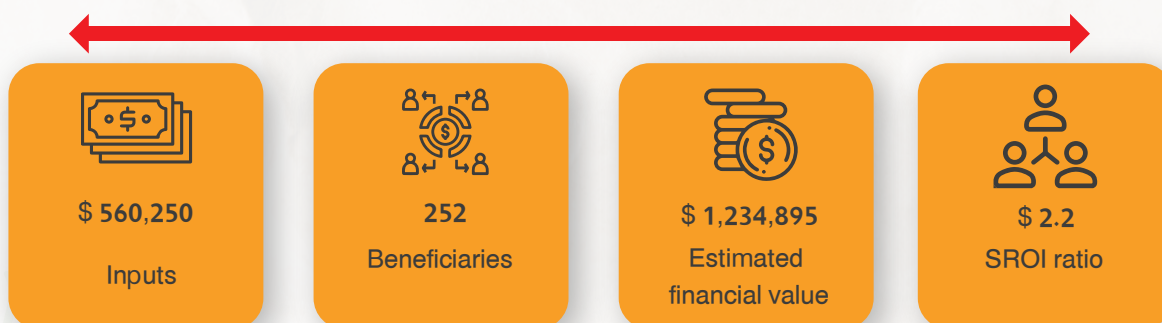 $ 560,250
Inputs
252
Beneficiaries
$ 1,234,895
Estimated
financial value
$ 2.2
SROI ratio